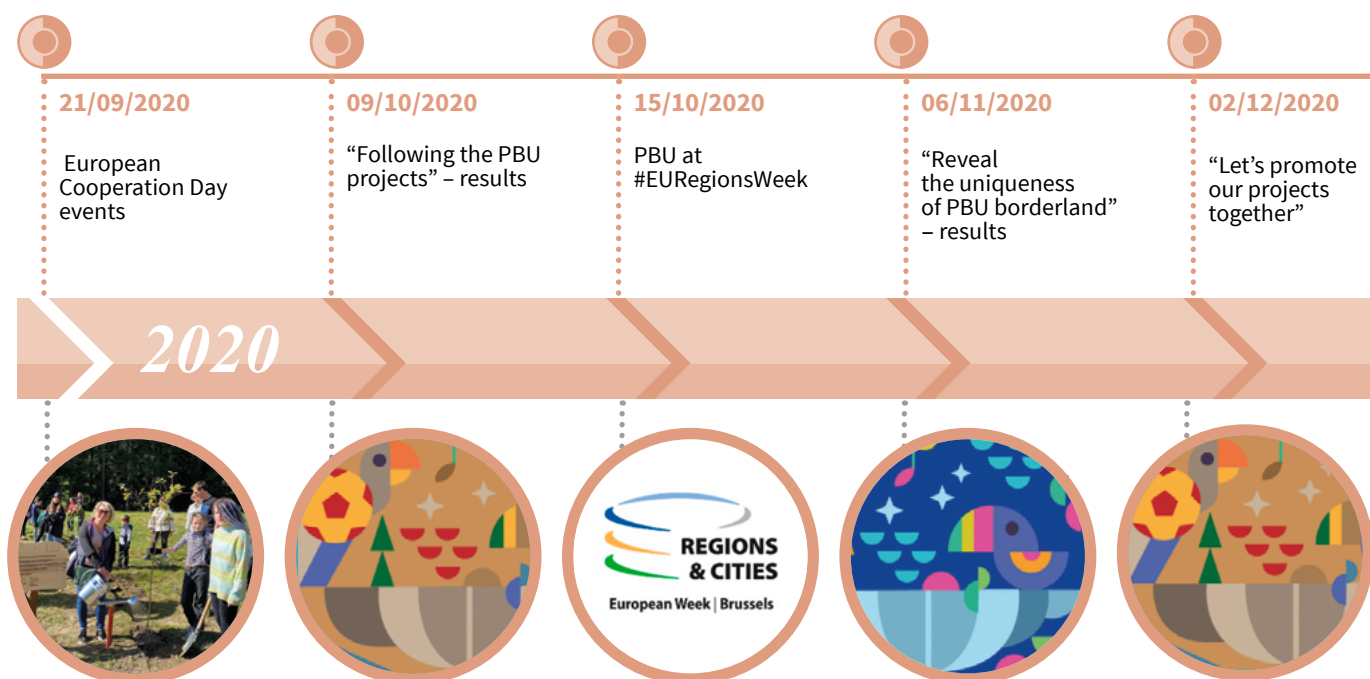 21/09/2020
European
Cooperation Day
events
09/10/2020
“Following the PBU
projects” – results
15/10/2020
PBU at
#EURegionsWeek
06/11/2020
“Reveal
the uniqueness
of PBU borderland”
– results
02/12/2020
“Let’s promote
our projects
together”
2020
REGIONS
& CITIES
European Week | Brussels